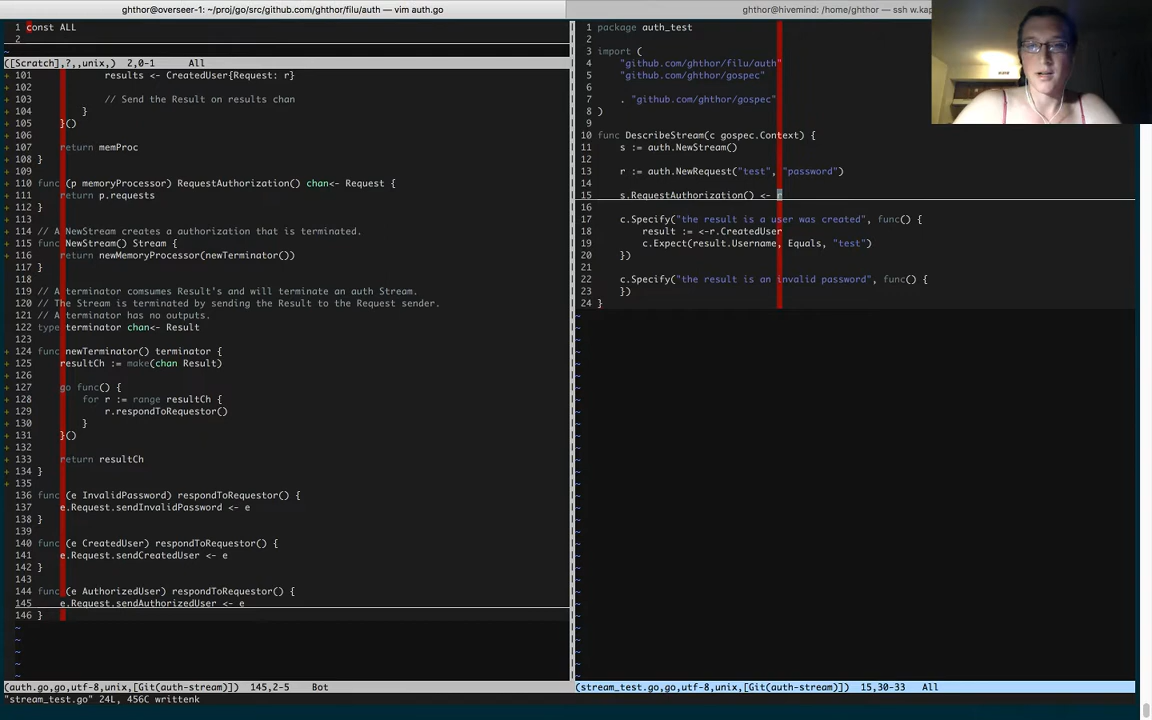 ghthor@overseer-1: ~/proj/go/src/github.com/ghthor/filu/auth — vim auth.go
ghthor@hivemind: /home/ghthor — ssh w.kap
1 const ALL
2
~
([Scratch],?,,unix,) 2,0-1 All
+ 101 results <- CreatedUser{Request: r}
+ 102
+ 103 // Send the Result on results chan
+ 104 }
+ 105 }()
+ 106
+ 107 return memProc
+ 108 }
+ 109
+ 110 func (p memoryProcessor) RequestAuthorization() chan<- Request {
+ 111 return p.requests
+ 112 }
+ 113
+ 114 // A NewStream creates a authorization that is terminated.
+ 115 func NewStream() Stream {
+ 116 return newMemoryProcessor(newTerminator())
117 }
118
119 // A terminator comsumes Result's and will terminate an auth Stream.
120 // The Stream is terminated by sending the Result to the Request sender.
121 // A terminator has no outputs.
122 type terminator chan<- Result
123
+ 124 func newTerminator() terminator {
+ 125 resultCh := make(chan Result)
+ 126
+ 127 go func() {
+ 128 for r := range resultCh {
+ 129 r.respondToRequestor()
+ 130 }
+ 131 }()
+ 132
+ 133 return resultCh
+ 134 }
+ 135
136 func (e InvalidPassword) respondToRequestor() {
137 e.Request.sendInvalidPassword <- e
138 }
139
140 func (e CreatedUser) respondToRequestor() {
141 e.Request.sendCreatedUser <- e
142 }
143
144 func (e AuthorizedUser) respondToRequestor() {
145 e.Request.sendAuthorizedUser <- e
146 }
~
~
~
~
(auth.go,go,utf-8,unix,[Git(auth-stream)]) 145,2-5 Bot
"stream_test.go" 24L, 456C writtenk
1 package auth_test
2
3 import (
4 "github.com/ghthor/filu/auth"
5 "github.com/ghthor/gospec"
6
7 . "github.com/ghthor/gospec"
8 )
9
10 func DescribeStream(c gospec.Context) {
11 s := auth.NewStream()
12
13 r := auth.NewRequest("test", "password")
14
15 s.RequestAuthorization() <- r
16
17 c.Specify("the result is a user was created", func() {
18 result := <-r.CreatedUser
19 c.Expect(result.Username, Equals, "test")
20 })
21
22 c.Specify("the result is an invalid password", func() {
23 })
24 }
(stream_test.go,go,utf-8,unix,[Git(auth-stream)]) 15,30-33 All